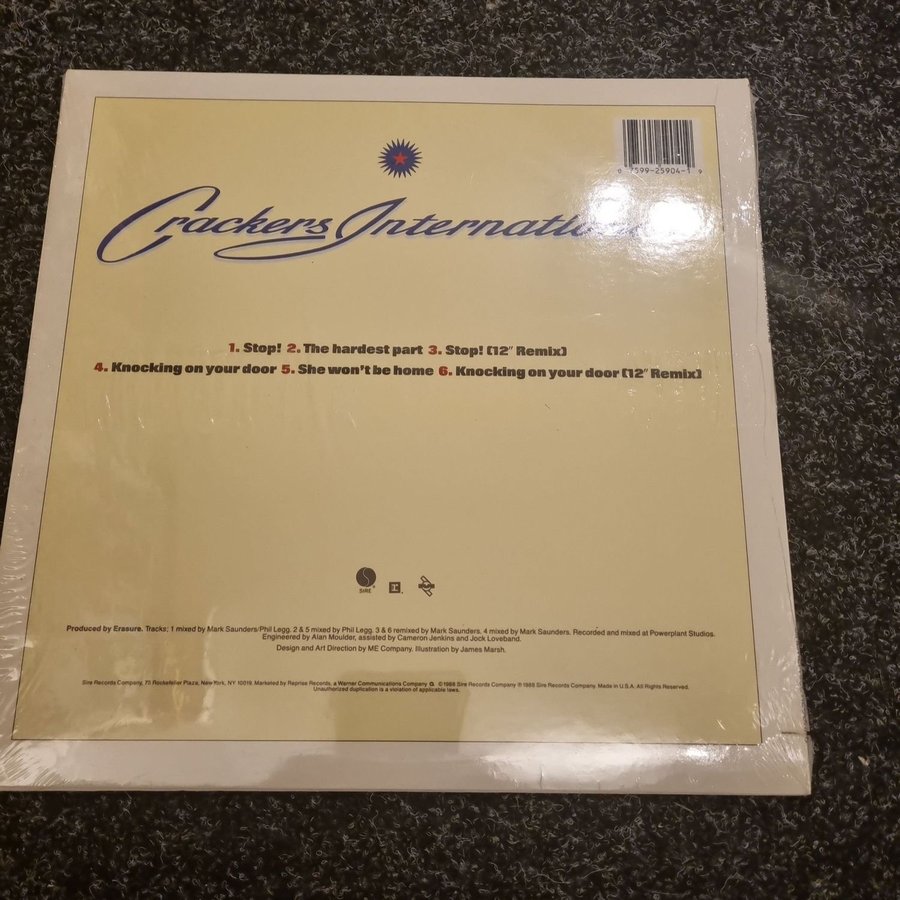 0 7599-25904-1 9
Crackers
1. Stop! 2. The hardest part 3. Stop! (12" Remix)
4. Knocking on your door 5. She won't be home 6. Knocking on your door (12" Remix)
SIRE
r
MUTE
Produced by Erasure. Tracks; 1 mixed by Mark Saunders/Phil Legg. 2 & 5 mixed by Phil Legg. 3 & 6 remixed by Mark Saunders. 4 mixed by Mark Saunders. Recorded and mixed at Powerplant Studios.
Engineered by Alan Moulder, assisted by Cameron Jenkins and Jock Loveband.
Design and Art Direction by ME Company. Illustration by James Marsh.
Sire Records Company, 75 Rockefeller Plaza, New York, NY 10019. Marketed by Reprise Records, a Warner Communications Company. ©1988 Sire Records Company ℗ 1988 Sire Records Company. Made in U.S.A. All Rights Reserved.
Unauthorized duplication is a violation of applicable laws.